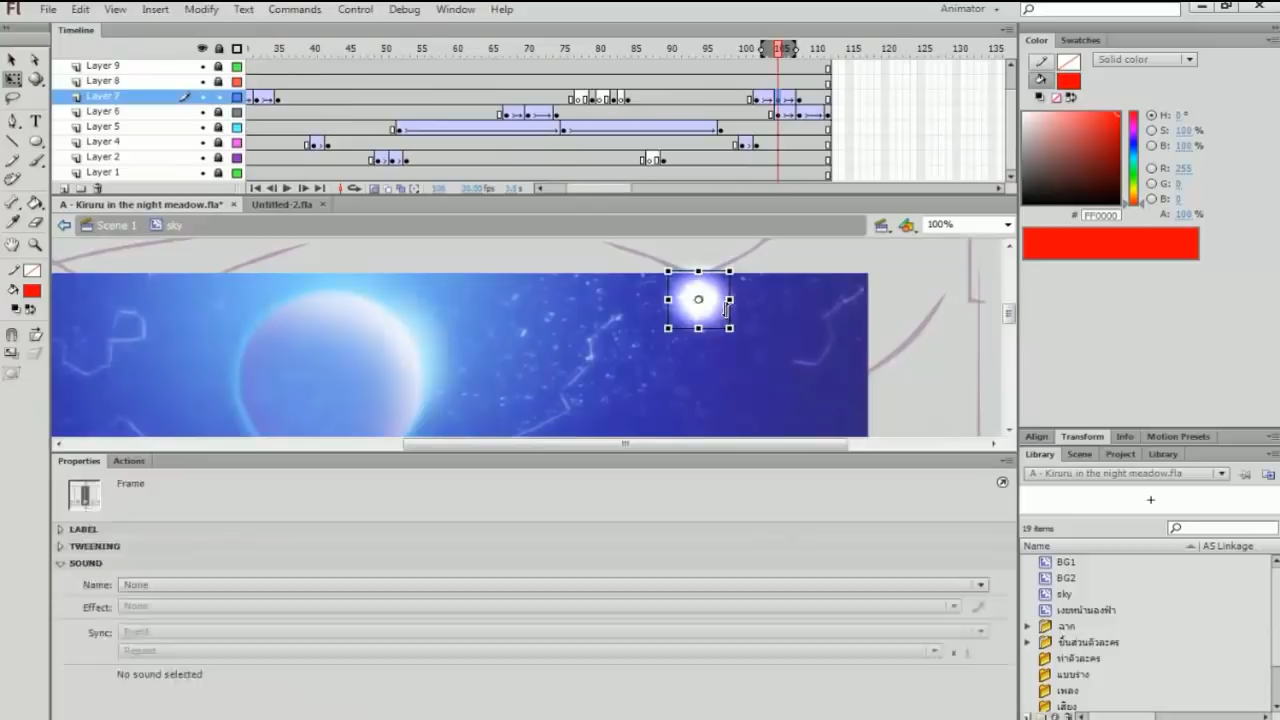 Fl File Edit View Insert Modify Text Commands Control Debug Window Help Animator
Timeline
35 40 45 50 55 60 65 70 75 80 85 90 95 100 105 110 115 120 125 130 135
Layer 9
Layer 8
Layer 7
Layer 6
Layer 5
Layer 4
Layer 2
Layer 1
A - Kiruru in the night meadow.fla* × Untitled-2.fla ×
Scene 1 sky 100%
Properties Actions
Frame
LABEL
TWEENING
SOUND
Name: None
Effect: None
Sync: Event
Repeat
No sound selected
Color Swatches
Solid color
H: 0 °
S: 100 %
B: 100 %
R: 255
G: 0
B: 0
# FF0000 A: 100 %
Align Transform Info Motion Presets
Library Scene Project Library
A - Kiruru in the night meadow.fla
19 items
Name AS Linkage
BG1
BG2
sky
เงยหน้ามองฟ้า
ฉาก
ชิ้นส่วนตัวละคร
ท่าตัวละคร
แบบร่าง
เพลง
เสียง